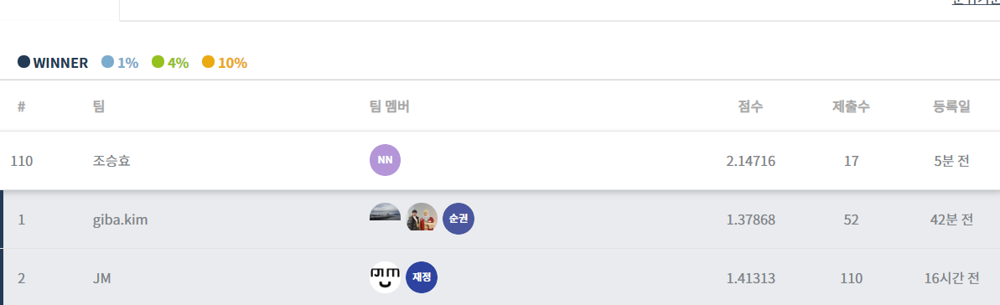 WINNER 1% 4% 10%
# 팀 팀 멤버 점수 제출수 등록일
110 조승효 NN 2.14716 17 5분 전
1 giba.kim 순권 1.37868 52 42분 전
2 JM 재정 1.41313 110 16시간 전